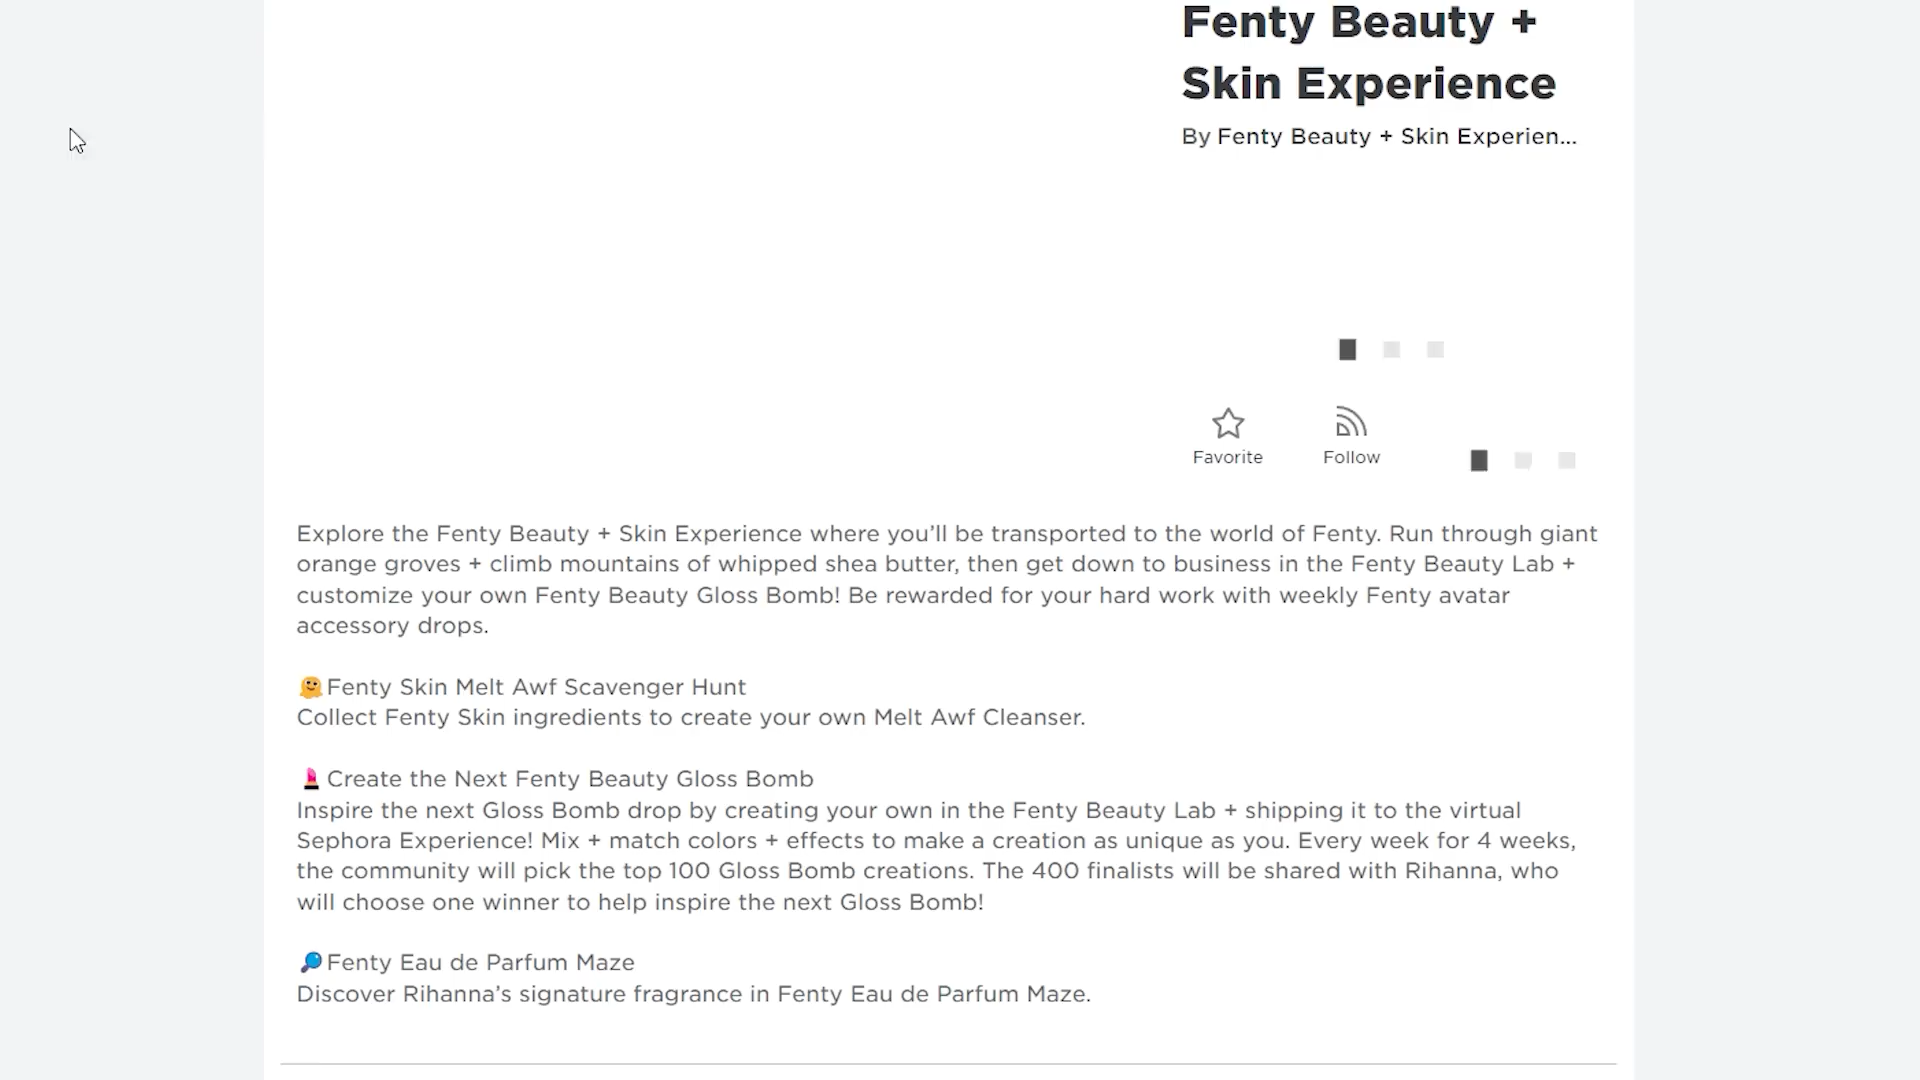 Fenty Beauty +
Skin Experience
By Fenty Beauty + Skin Experien...
Favorite
Follow
Explore the Fenty Beauty + Skin Experience where you’ll be transported to the world of Fenty. Run through giant
orange groves + climb mountains of whipped shea butter, then get down to business in the Fenty Beauty Lab +
customize your own Fenty Beauty Gloss Bomb! Be rewarded for your hard work with weekly Fenty avatar
accessory drops.
Fenty Skin Melt Awf Scavenger Hunt
Collect Fenty Skin ingredients to create your own Melt Awf Cleanser.
💄Create the Next Fenty Beauty Gloss Bomb
Inspire the next Gloss Bomb drop by creating your own in the Fenty Beauty Lab + shipping it to the virtual
Sephora Experience! Mix + match colors + effects to make a creation as unique as you. Every week for 4 weeks,
the community will pick the top 100 Gloss Bomb creations. The 400 finalists will be shared with Rihanna, who
will choose one winner to help inspire the next Gloss Bomb!
🔎Fenty Eau de Parfum Maze
Discover Rihanna’s signature fragrance in Fenty Eau de Parfum Maze.